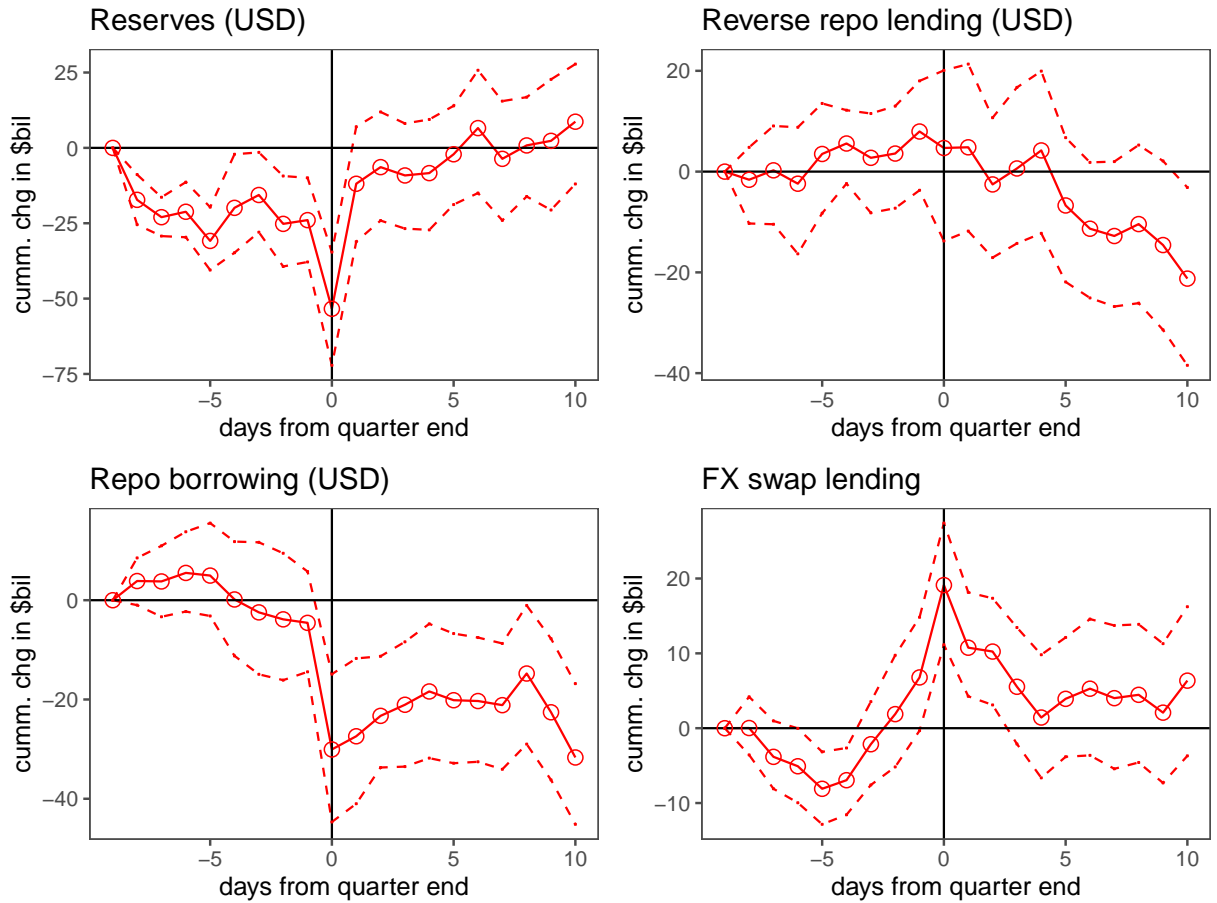 Reserves (USD)
cumm. chg in $bil
25
0
−25
−50
−75
−5
0
5
10
days from quarter end
Reverse repo lending (USD)
cumm. chg in $bil
20
0
−20
−40
−5
0
5
10
days from quarter end
Repo borrowing (USD)
cumm. chg in $bil
0
−20
−40
−5
0
5
10
days from quarter end
FX swap lending
cumm. chg in $bil
20
10
0
−10
−5
0
5
10
days from quarter end